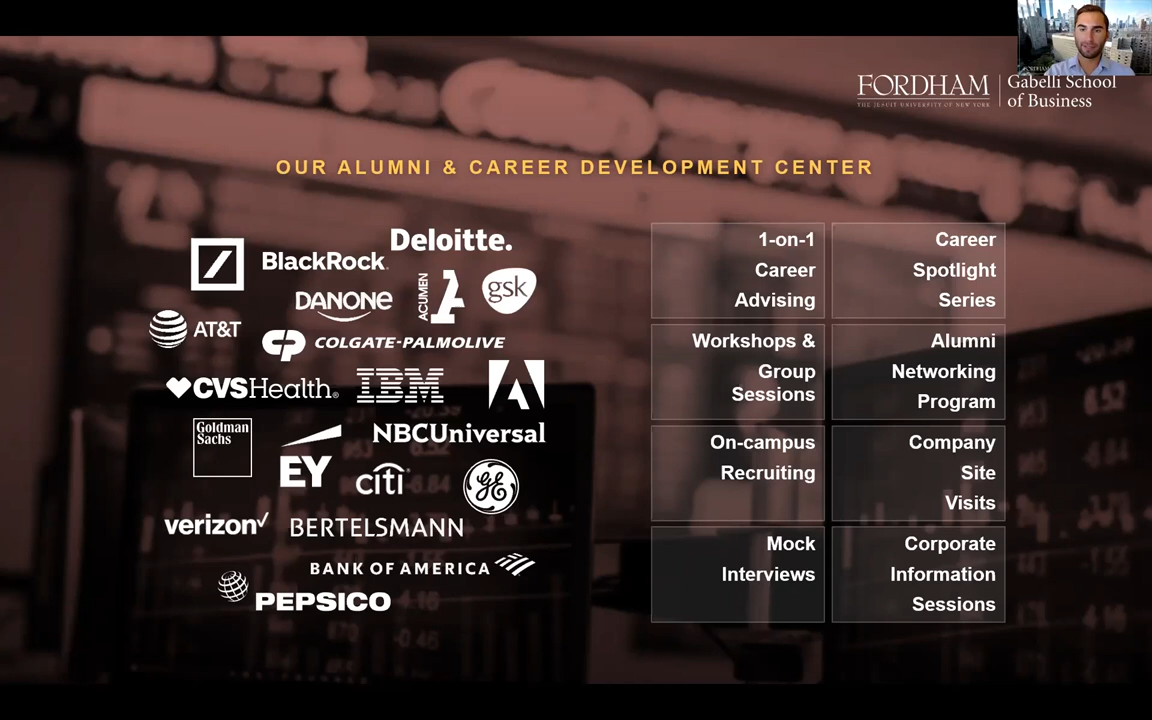 FORDHAM
THE JESUIT UNIVERSITY OF NEW YORK
Gabelli School
of Business
OUR ALUMNI & CAREER DEVELOPMENT CENTER
Deloitte.
BlackRock.
DANONE
ACUMEN
gsk
AT&T
CP
COLGATE-PALMOLIVE
CVSHealth®
IBM
Goldman
Sachs
EY
NBCUniversal
citi
GE
verizon✓
BERTELSMANN
BANK OF AMERICA
PEPSICO
1-on-1
Career
Advising
Career
Spotlight
Series
Workshops &
Group
Sessions
Alumni
Networking
Program
On-campus
Recruiting
Company
Site
Visits
Mock
Interviews
Corporate
Information
Sessions